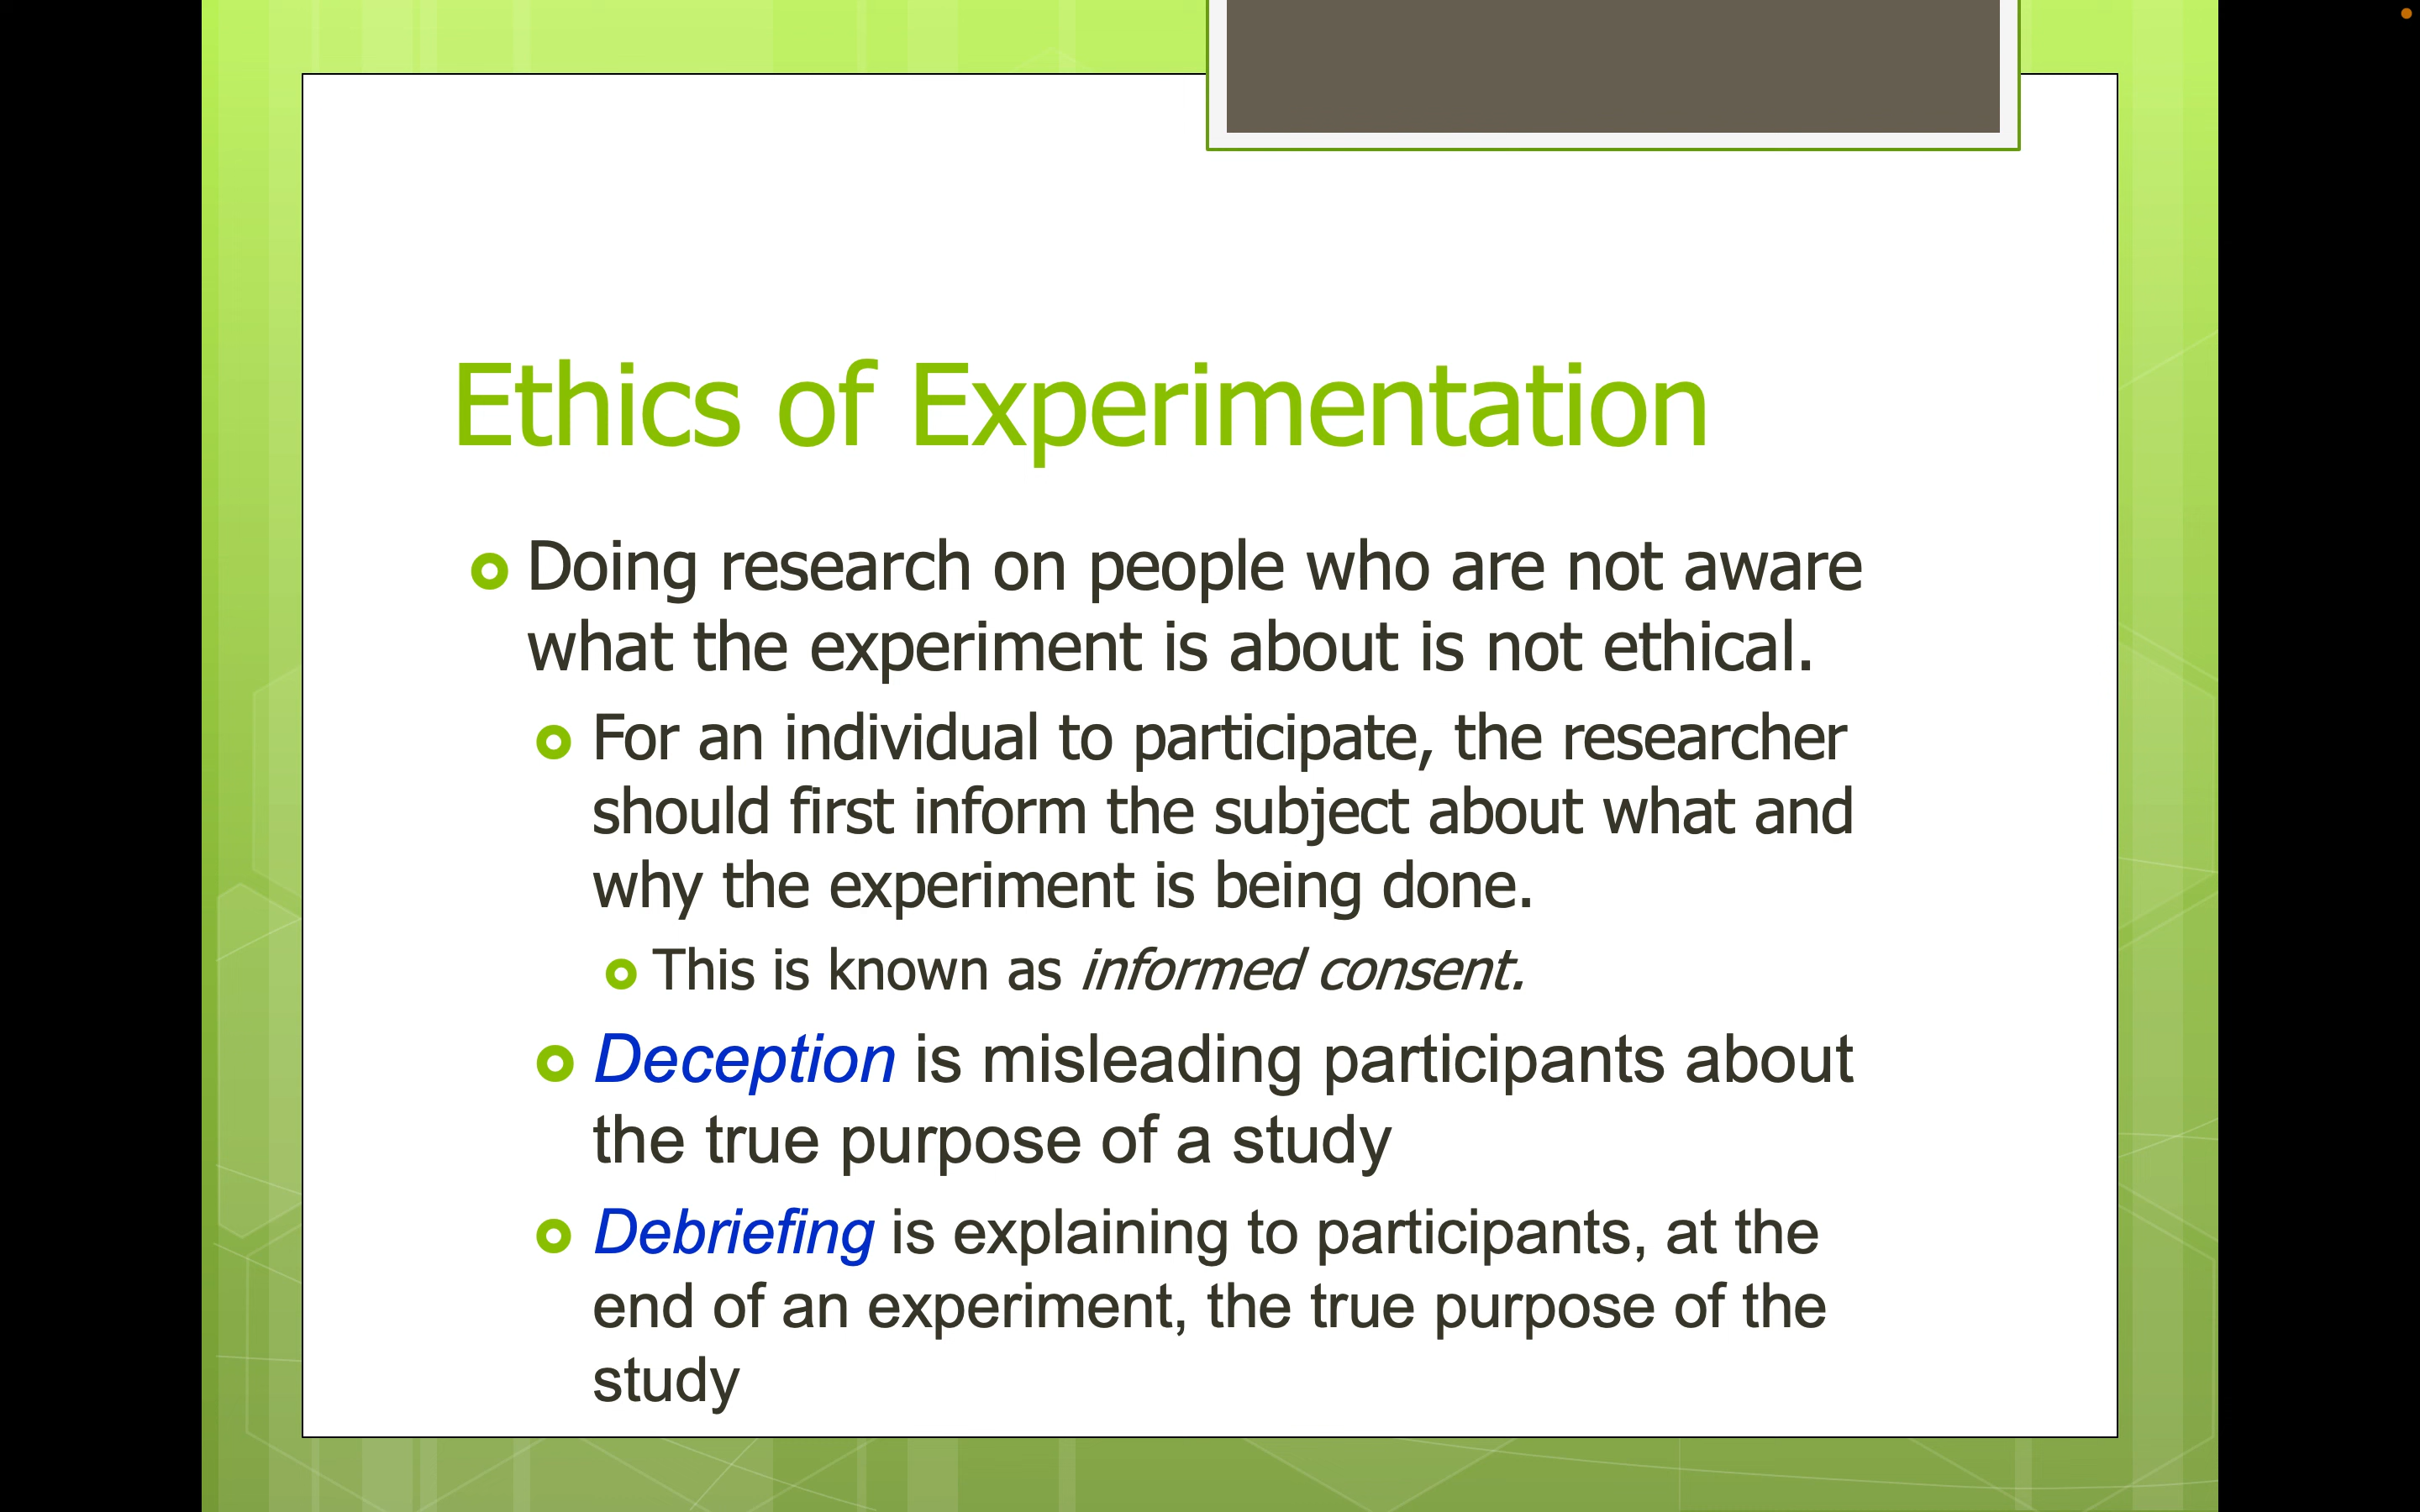 Ethics of Experimentation
Doing research on people who are not aware
what the experiment is about is not ethical.
For an individual to participate, the researcher
should first inform the subject about what and
why the experiment is being done.
This is known as informed consent.
Deception is misleading participants about
the true purpose of a study
Debriefing is explaining to participants, at the
end of an experiment, the true purpose of the
study